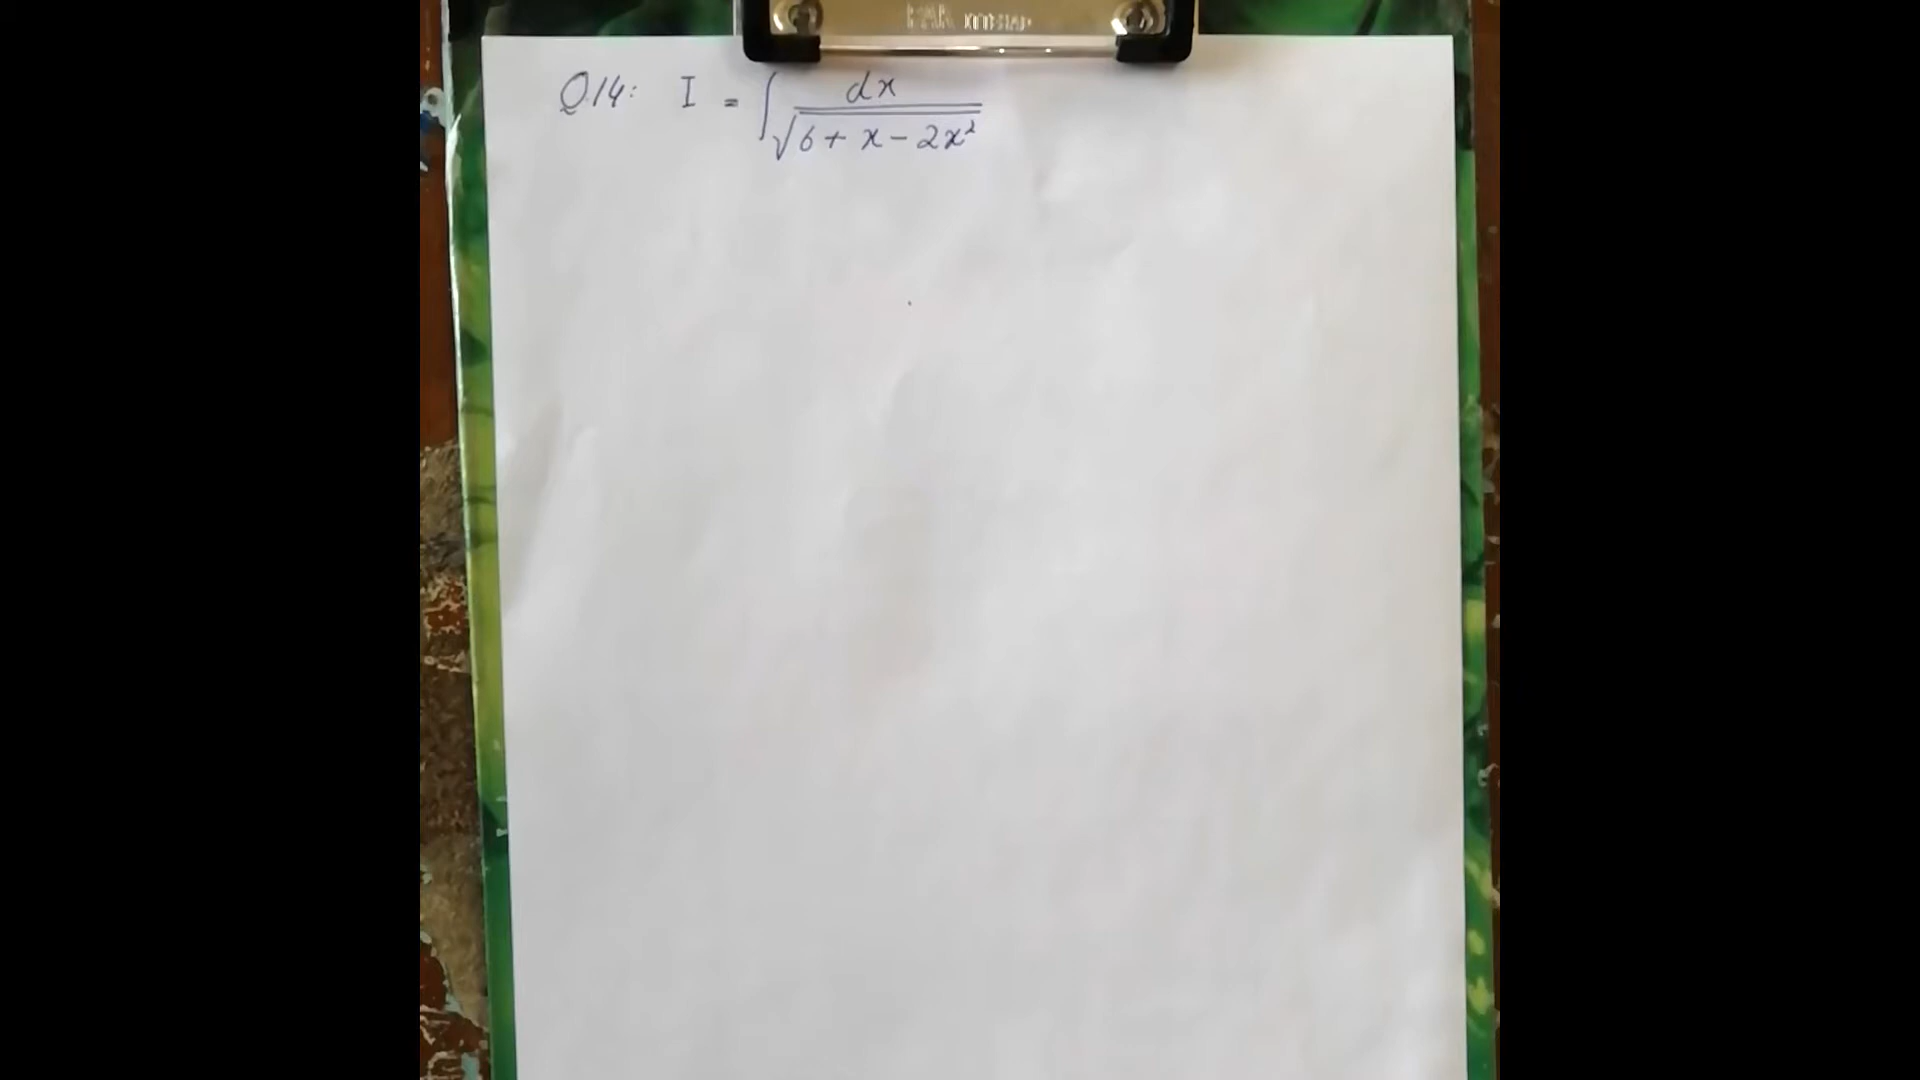 Q14: I = ∫ dx / √(6 + x - 2x²)